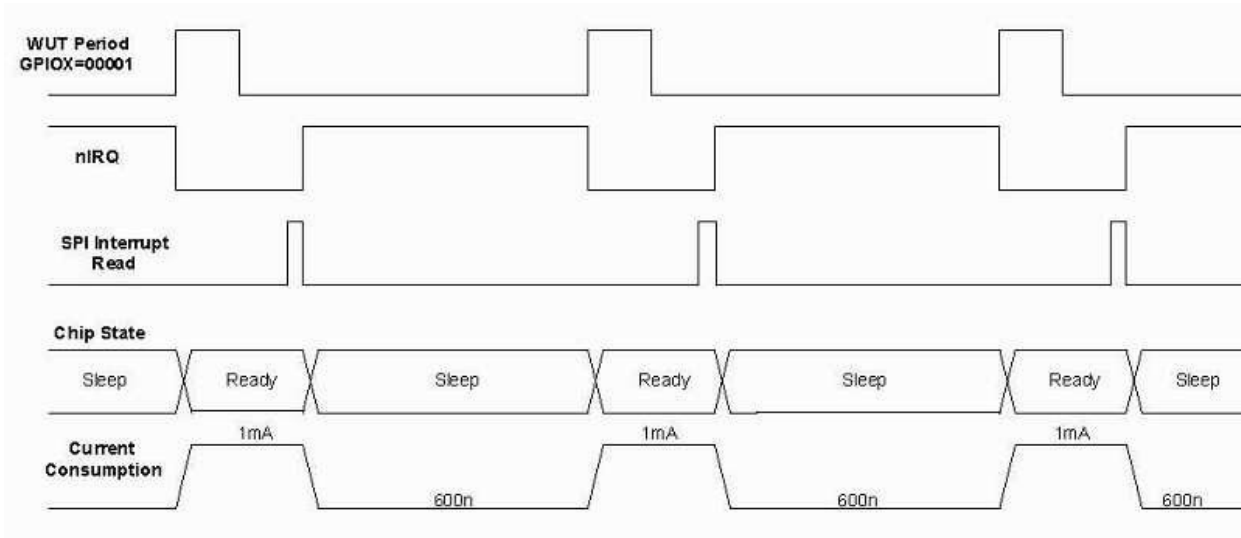 WUT Period
GPIOX=00001
nIRQ
SPI Interrupt
Read
Chip State
Sleep Ready Sleep Ready Sleep Ready Sleep
1mA 1mA 1mA
Current
Consumption
600n 600n 600n